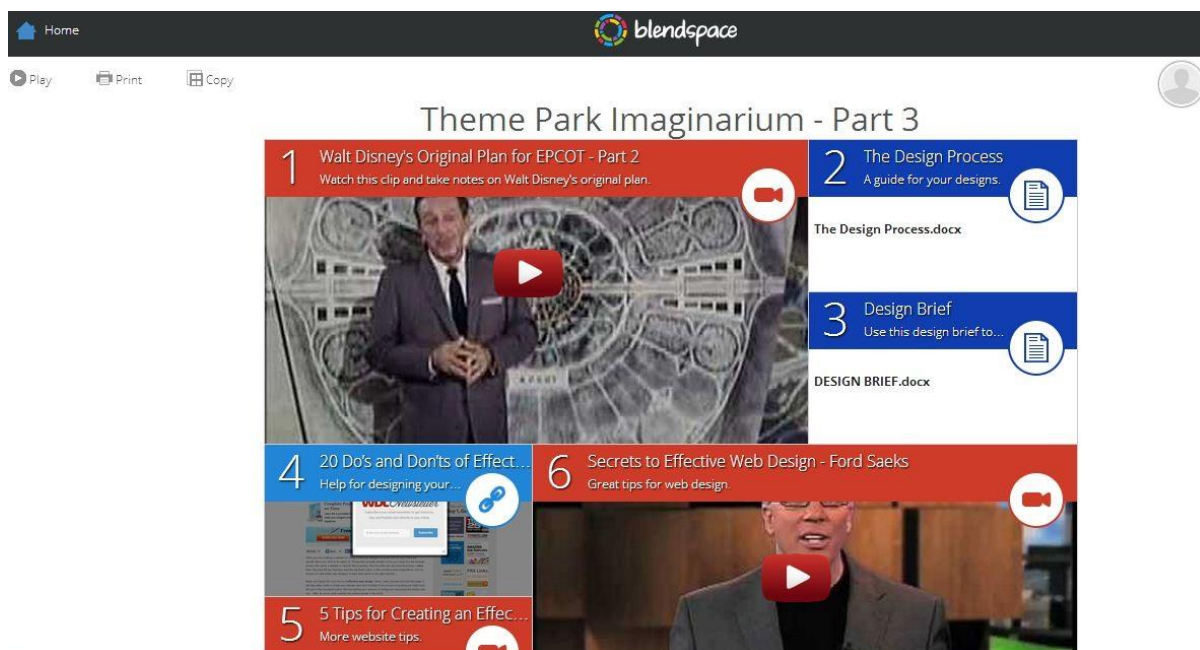 Home
blendspace
Play
Print
Copy
Theme Park Imaginarium - Part 3
1
Walt Disney's Original Plan for EPCOT - Part 2
Watch this clip and take notes on Walt Disney's original plan.
2
The Design Process
A guide for your designs.
The Design Process.docx
3
Design Brief
Use this design brief to...
DESIGN BRIEF.docx
EPCOT
4
20 Do's and Don'ts of Effect...
Help for designing your...
WDL Newsletter
Subscribe
6
Secrets to Effective Web Design - Ford Saeks
Great tips for web design.
5
5 Tips for Creating an Effec...
More website tips.